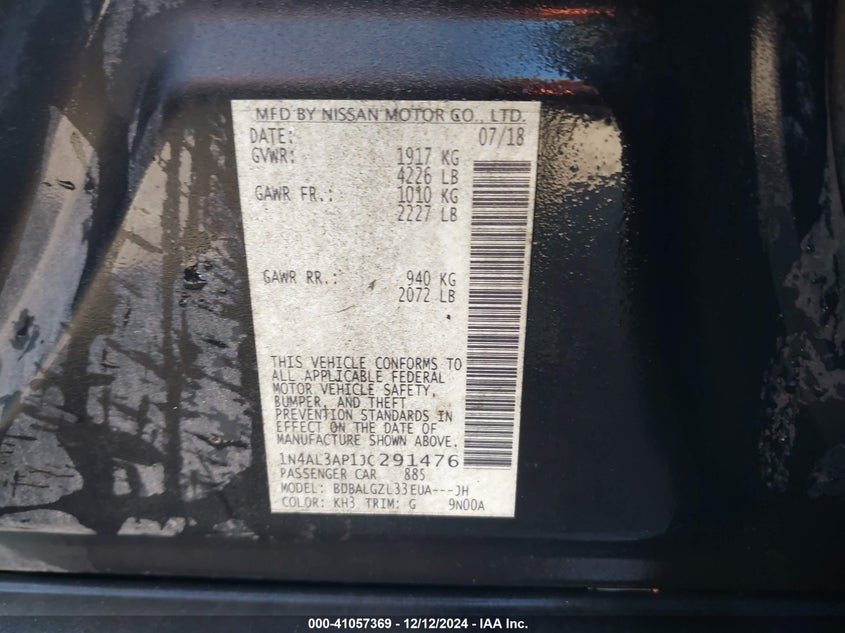 MFD BY NISSAN MOTOR CO., LTD.
DATE: 07/18
GVWR: 1917 KG
4226 LB
GAWR FR.: 1010 KG
2227 LB
GAWR RR.: 940 KG
2072 LB
THIS VEHICLE CONFORMS TO
ALL APPLICABLE FEDERAL
MOTOR VEHICLE SAFETY,
BUMPER, AND THEFT
PREVENTION STANDARDS IN
EFFECT ON THE DATE OF
MANUFACTURE SHOWN ABOVE.
1N4AL3AP1JC291476
PASSENGER CAR 885
MODEL: BDBALGZL33EUA---JH
COLOR: KH3 TRIM: G 9N00A
000-41057369 - 12/12/2024 - IAA Inc.